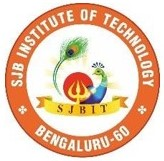 SJB INSTITUTE OF TECHNOLOGY
SJBIT
BENGALURU-60